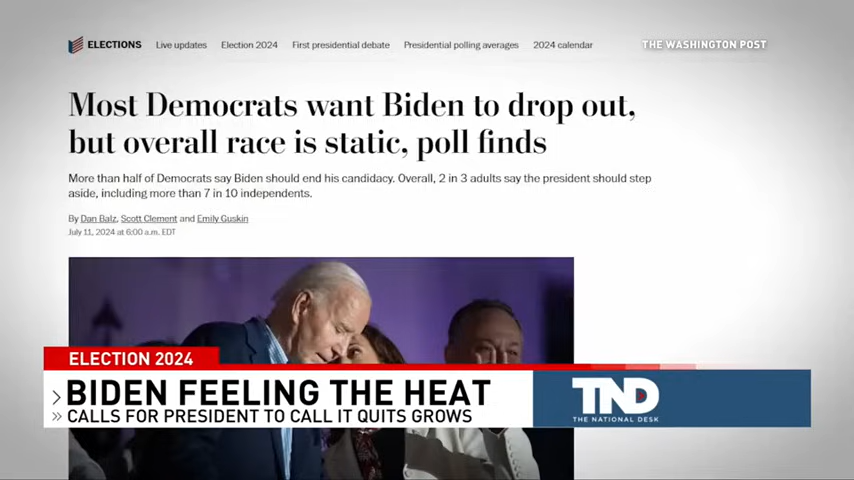 ELECTIONS Live updates Election 2024 First presidential debate Presidential polling averages 2024 calendar THE WASHINGTON POST
Most Democrats want Biden to drop out,
but overall race is static, poll finds
More than half of Democrats say Biden should end his candidacy. Overall, 2 in 3 adults say the president should step
aside, including more than 7 in 10 independents.
By Dan Balz, Scott Clement and Emily Guskin
July 11, 2024 at 6:00 a.m. EDT
ELECTION 2024
> BIDEN FEELING THE HEAT
» CALLS FOR PRESIDENT TO CALL IT QUITS GROWS
TND
THE NATIONAL DESK